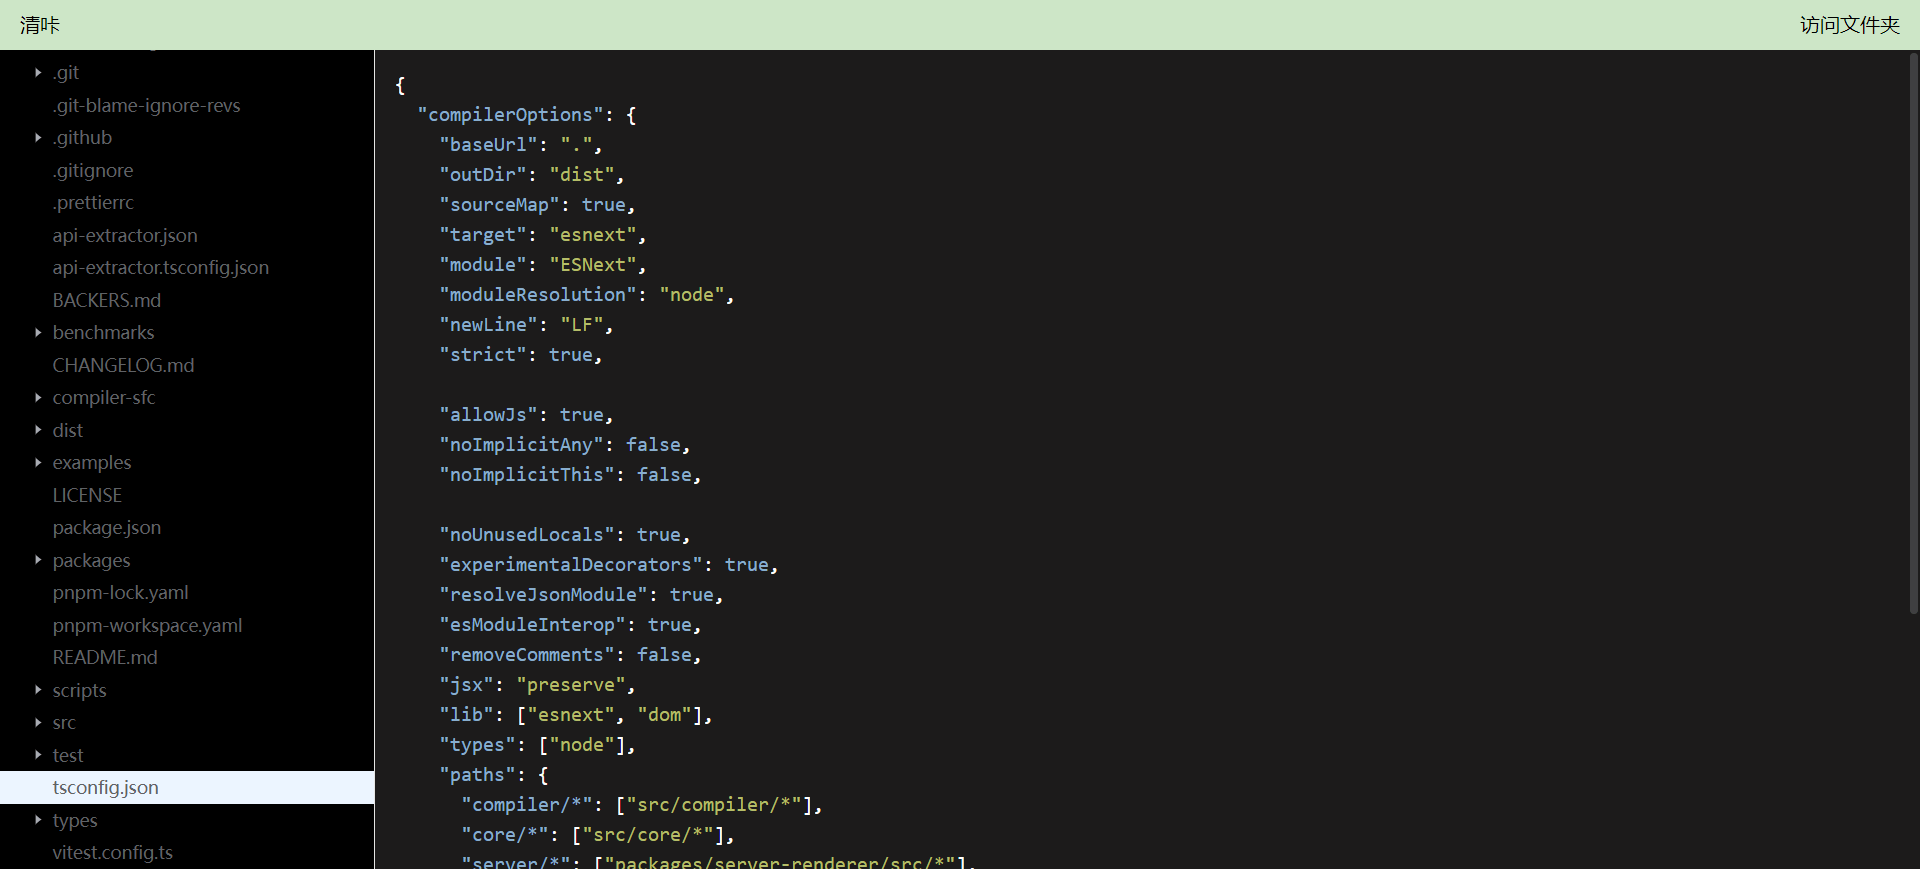 清咔
访问文件夹
.git
.git-blame-ignore-revs
.github
.gitignore
.prettierrc
api-extractor.json
api-extractor.tsconfig.json
BACKERS.md
benchmarks
CHANGELOG.md
compiler-sfc
dist
examples
LICENSE
package.json
packages
pnpm-lock.yaml
pnpm-workspace.yaml
README.md
scripts
src
test
tsconfig.json
types
vitest.config.ts
{
"compilerOptions": {
"baseUrl": ".",
"outDir": "dist",
"sourceMap": true,
"target": "esnext",
"module": "ESNext",
"moduleResolution": "node",
"newLine": "LF",
"strict": true,
"allowJs": true,
"noImplicitAny": false,
"noImplicitThis": false,
"noUnusedLocals": true,
"experimentalDecorators": true,
"resolveJsonModule": true,
"esModuleInterop": true,
"removeComments": false,
"jsx": "preserve",
"lib": ["esnext", "dom"],
"types": ["node"],
"paths": {
"compiler/*": ["src/compiler/*"],
"core/*": ["src/core/*"],
"server/*": ["packages/server-renderer/src/*"],